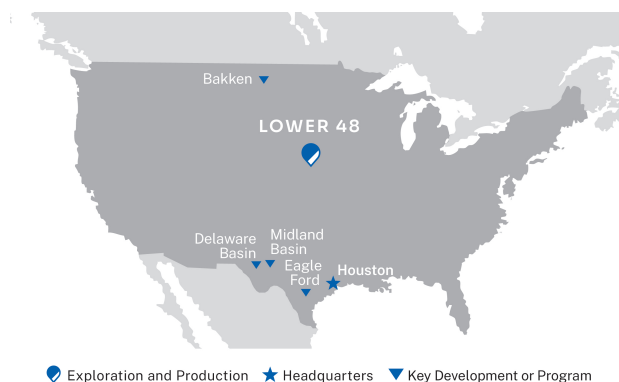 Bakken
LOWER 48
Delaware
Basin
Midland
Basin
Eagle
Ford
Houston
Exploration and Production
Headquarters
Key Development or Program